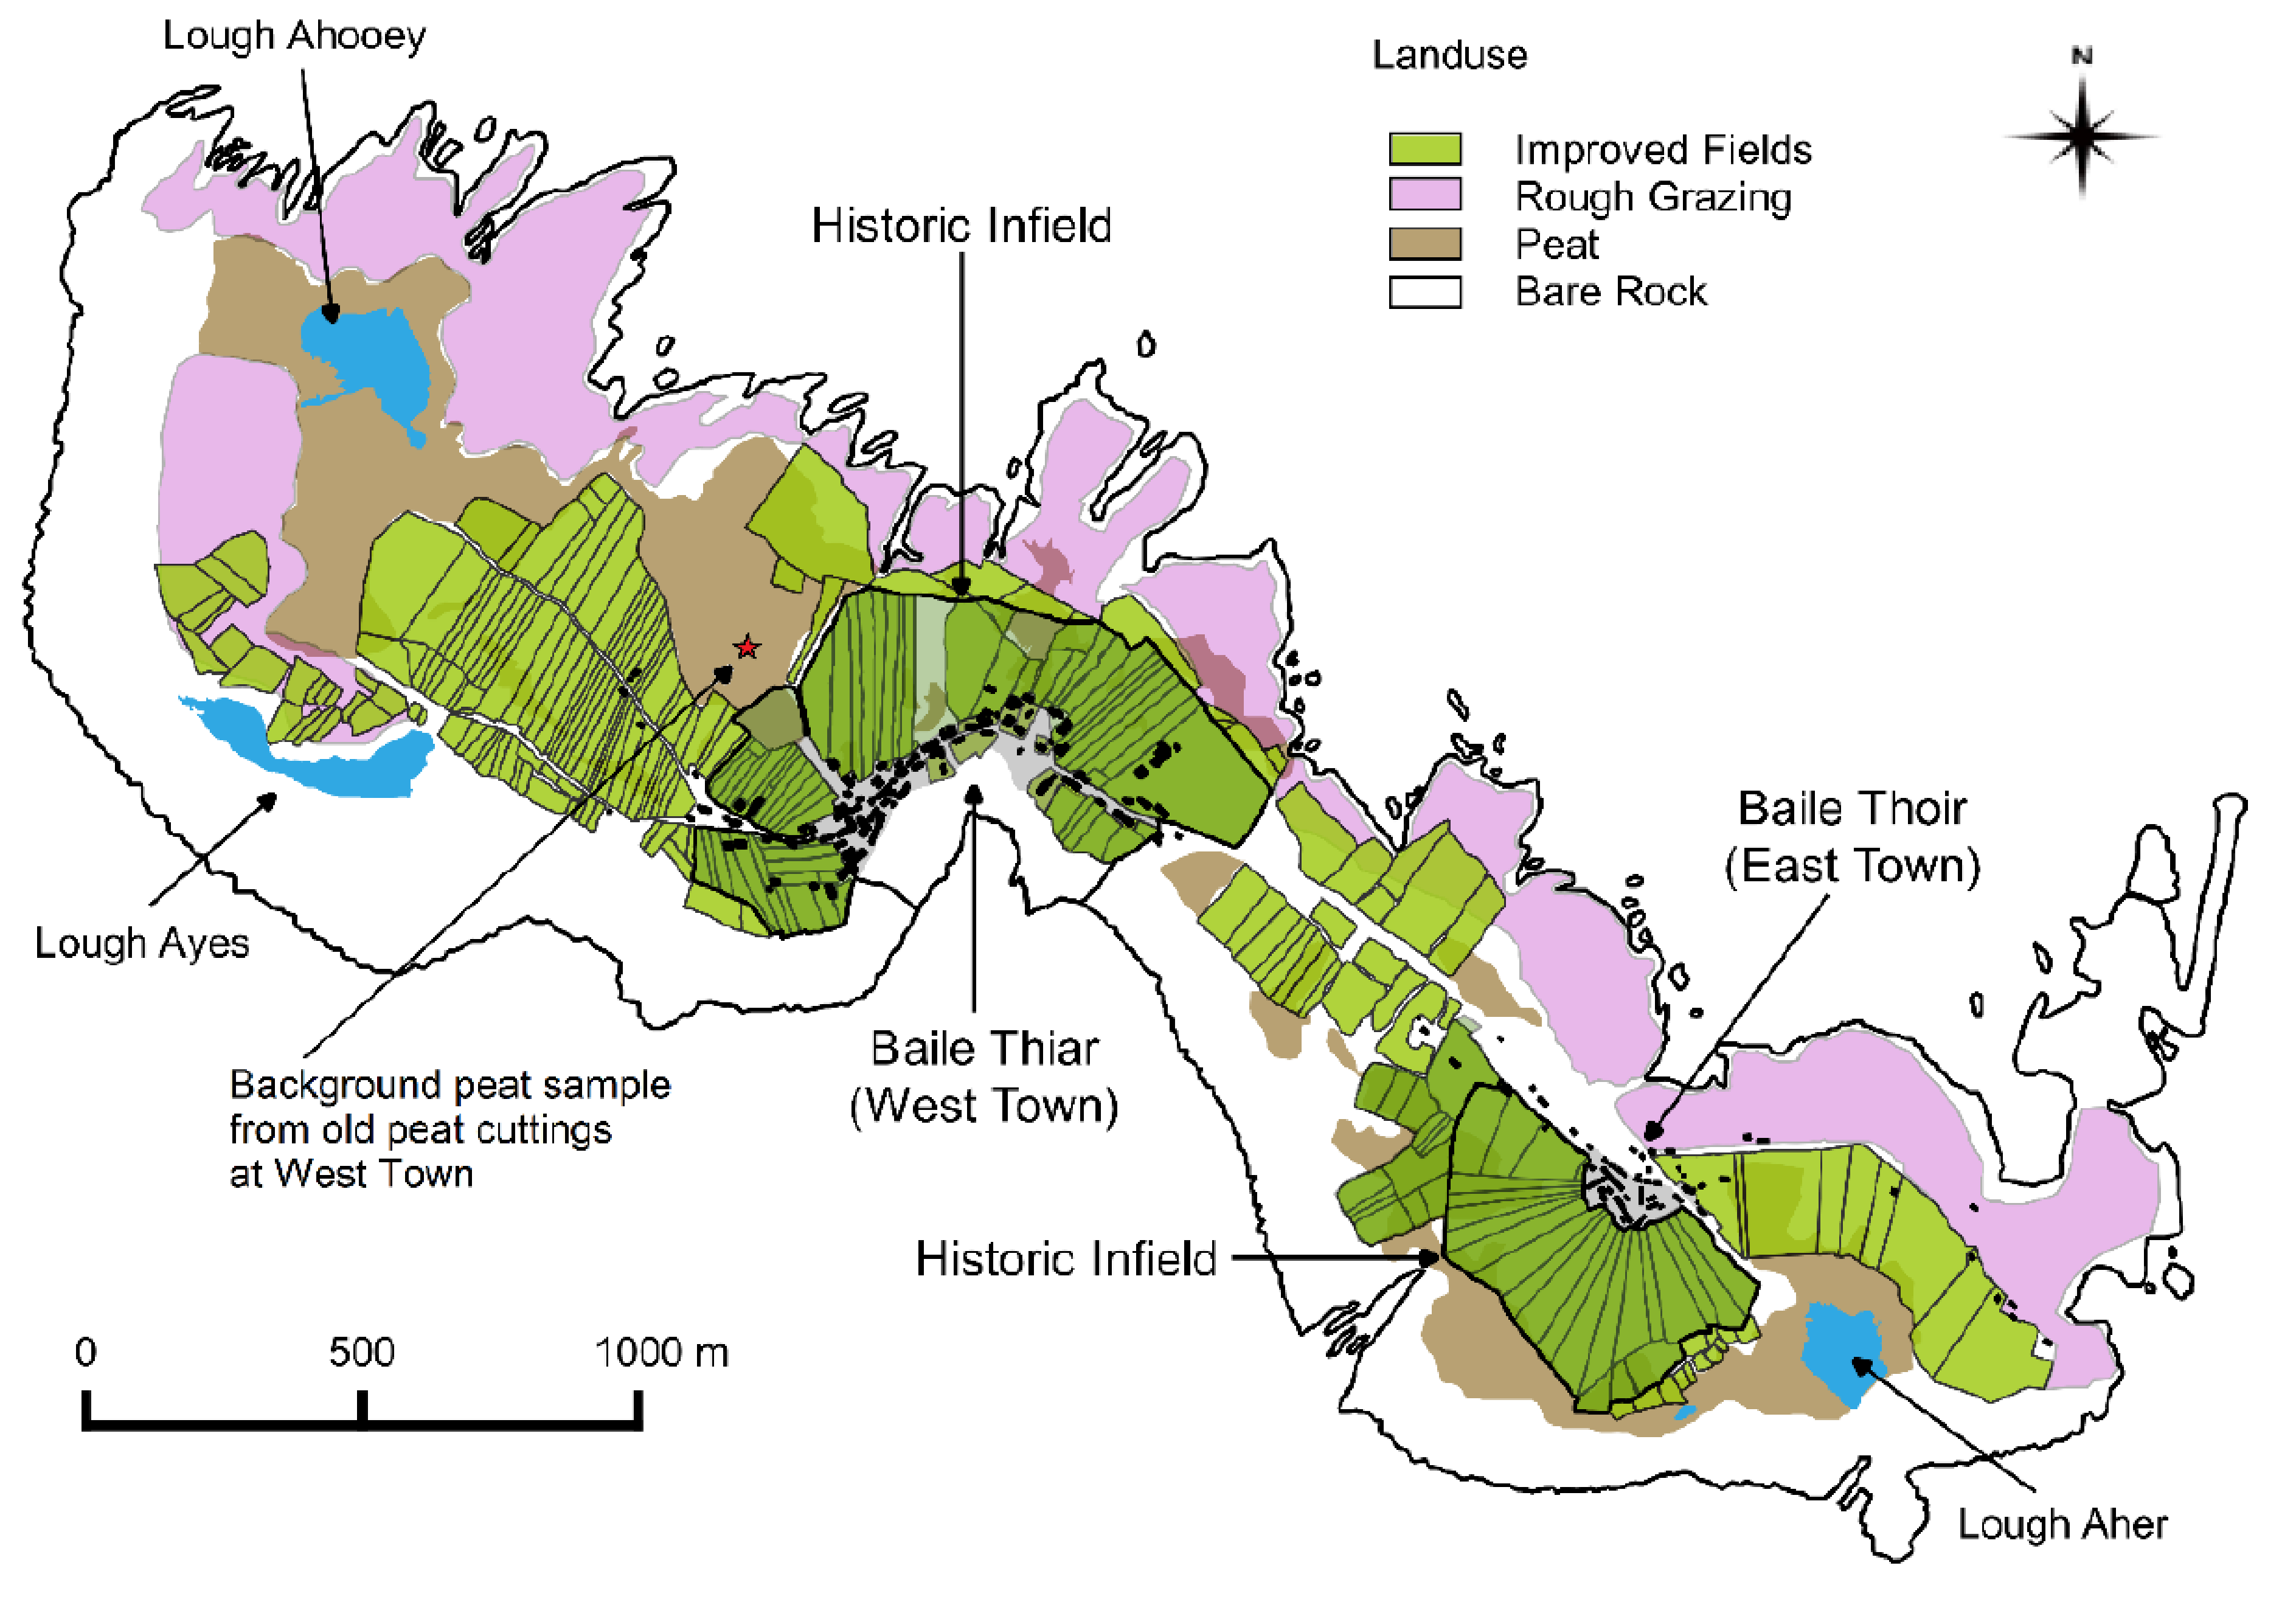 Lough Ahooey
Landuse
N
Improved Fields
Rough Grazing
Peat
Bare Rock
Historic Infield
Baile Thoir
(East Town)
Lough Ayes
Baile Thiar
(West Town)
Background peat sample
from old peat cuttings
at West Town
Historic Infield
0 500 1000 m
Lough Aher